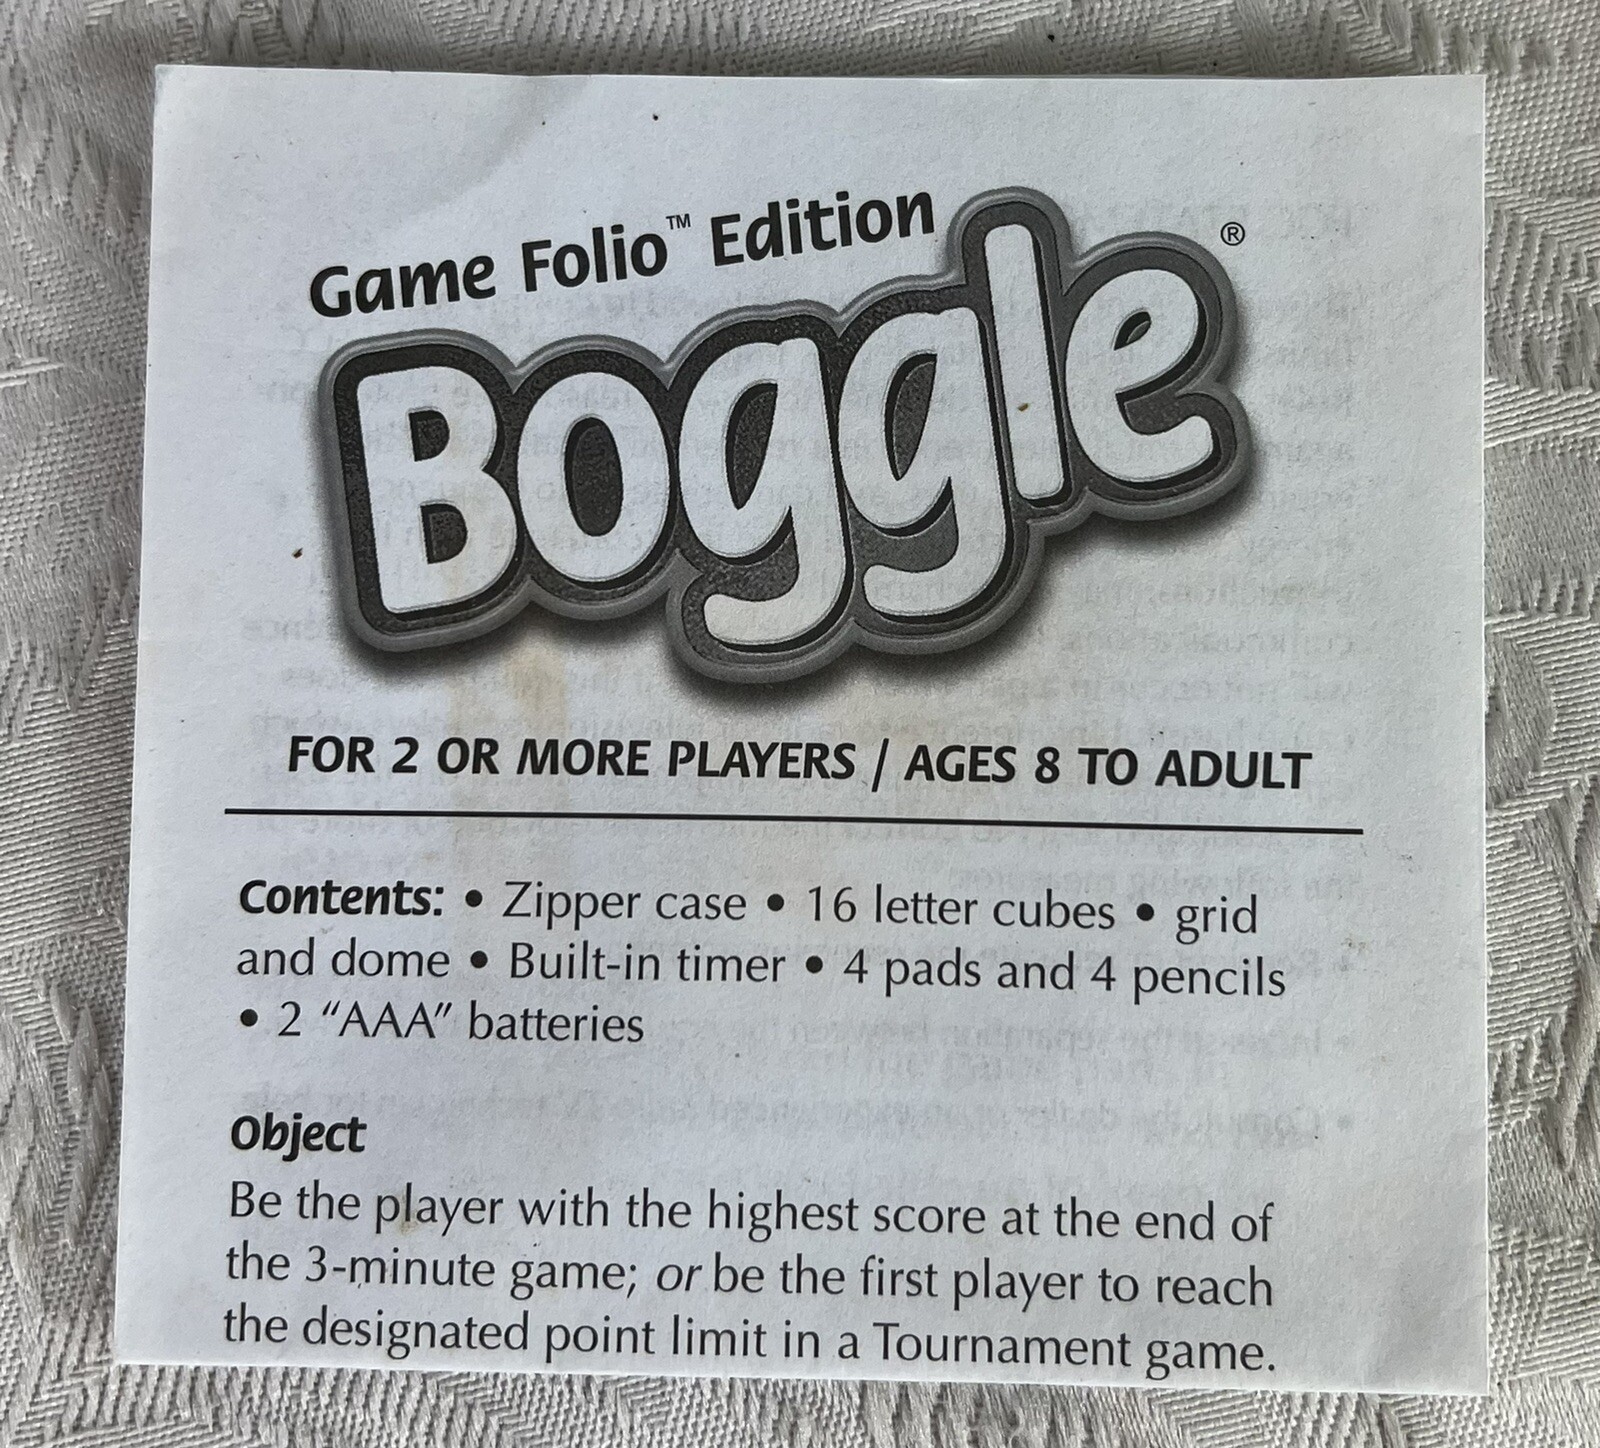 Game Folio™ Edition
Boggle®
FOR 2 OR MORE PLAYERS / AGES 8 TO ADULT
Contents: • Zipper case • 16 letter cubes • grid
and dome • Built-in timer • 4 pads and 4 pencils
• 2 “AAA” batteries
Object
Be the player with the highest score at the end of
the 3-minute game; or be the first player to reach
the designated point limit in a Tournament game.